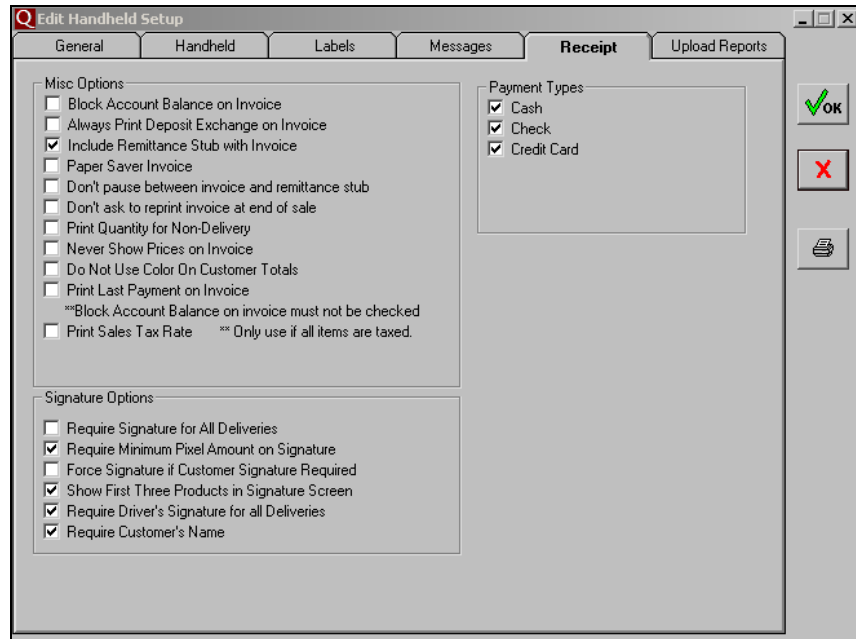 Q Edit Handheld Setup
General Handheld Labels Messages Receipt Upload Reports
Misc Options
Block Account Balance on Invoice
Always Print Deposit Exchange on Invoice
Include Remittance Stub with Invoice
Paper Saver Invoice
Don't pause between invoice and remittance stub
Don't ask to reprint invoice at end of sale
Print Quantity for Non-Delivery
Never Show Prices on Invoice
Do Not Use Color On Customer Totals
Print Last Payment on Invoice
**Block Account Balance on invoice must not be checked
Print Sales Tax Rate ** Only use if all items are taxed.
Signature Options
Require Signature for All Deliveries
Require Minimum Pixel Amount on Signature
Force Signature if Customer Signature Required
Show First Three Products in Signature Screen
Require Driver's Signature for all Deliveries
Require Customer's Name
Payment Types
Cash
Check
Credit Card
OK